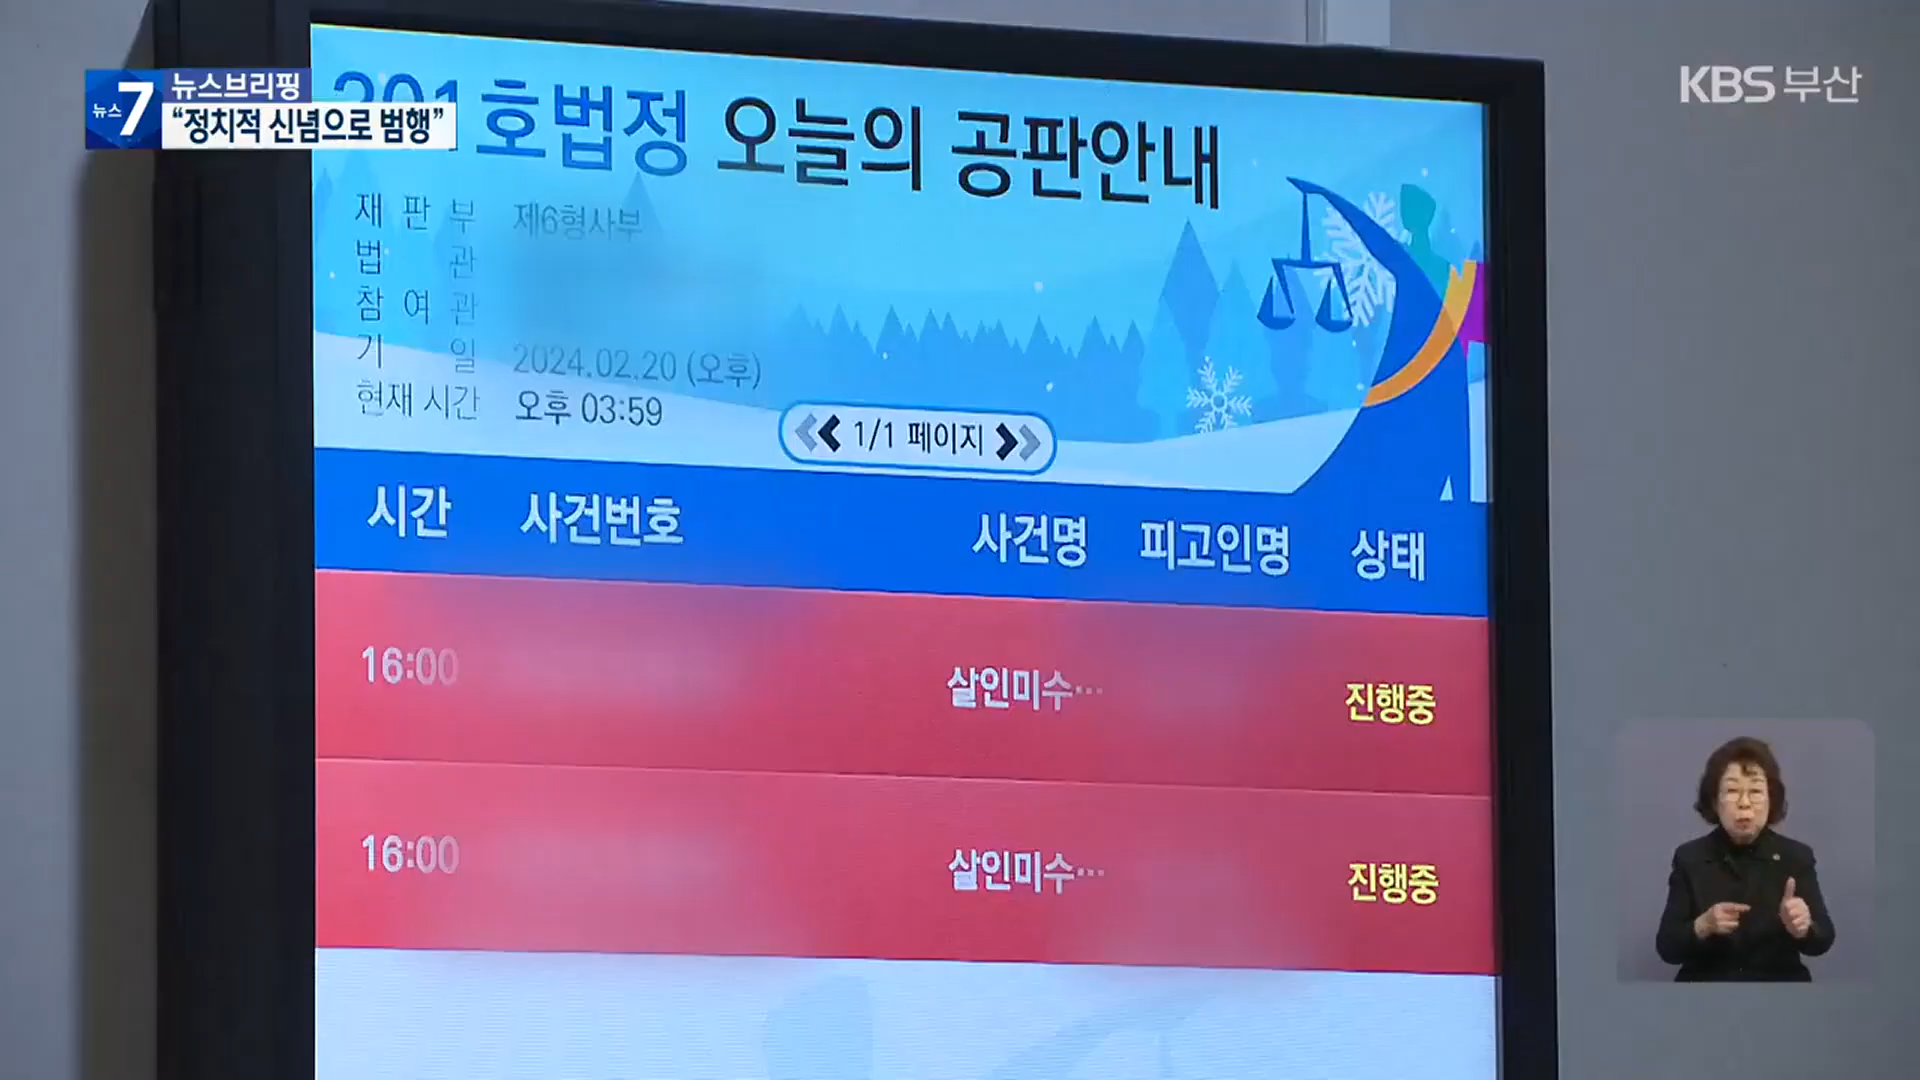 뉴스7
뉴스브리핑
“정치적 신념으로 범행”
KBS 부산
201호법정 오늘의 공판안내
재판부 제6형사부
법관
참여관
기일 2024.02.20 (오후)
현재시간 오후 03:59
1/1 페이지
시간 사건번호 사건명 피고인명 상태
16:00 살인미수… 진행중
16:00 살인미수… 진행중